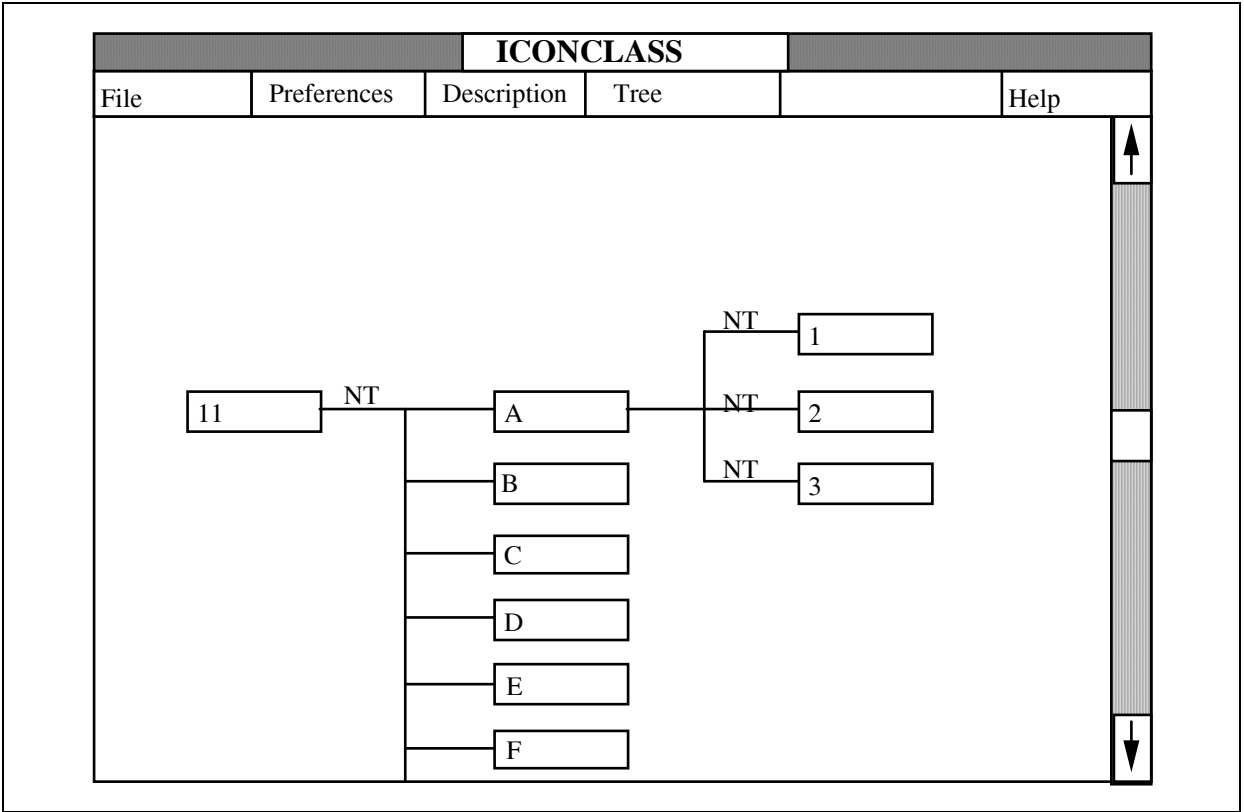 ICONCLASS
File Preferences Description Tree Help
NT 1
11 NT A NT 2
B NT 3
C
D
E
F